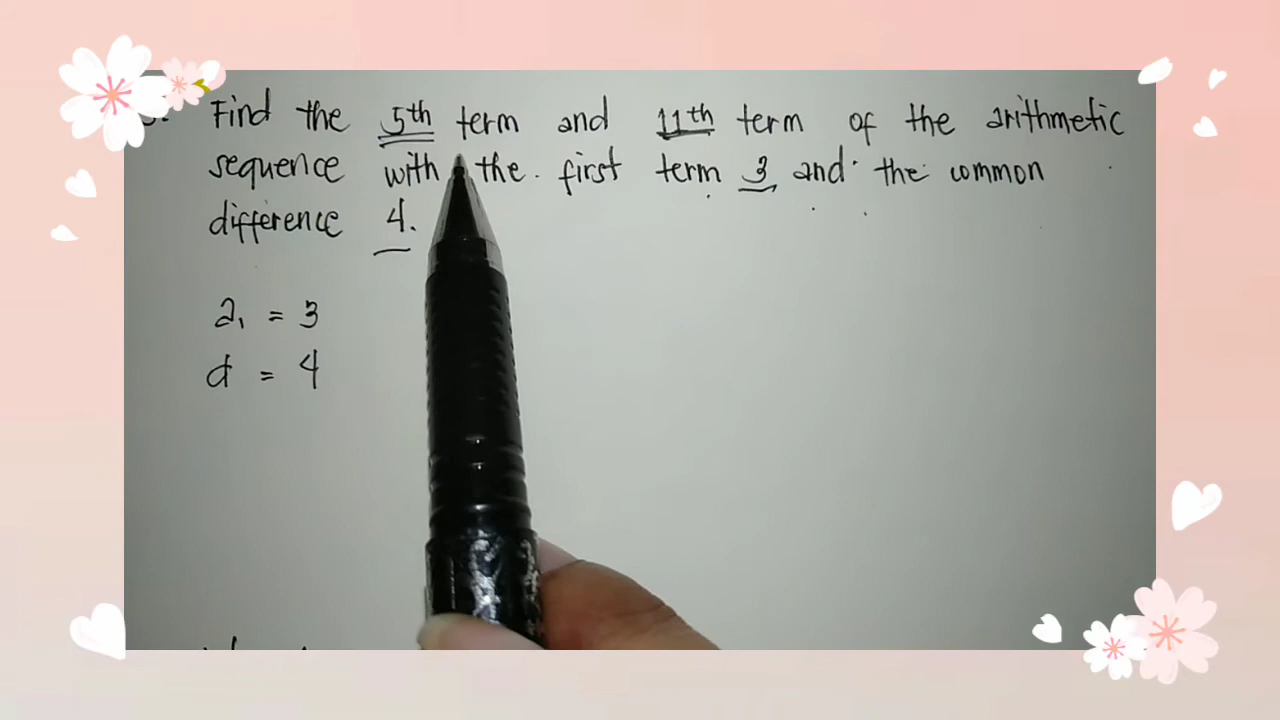 Find the 5th term and 11th term of the arithmetic
sequence with the first term 3 and the common
difference 4.
a₁ = 3
d = 4